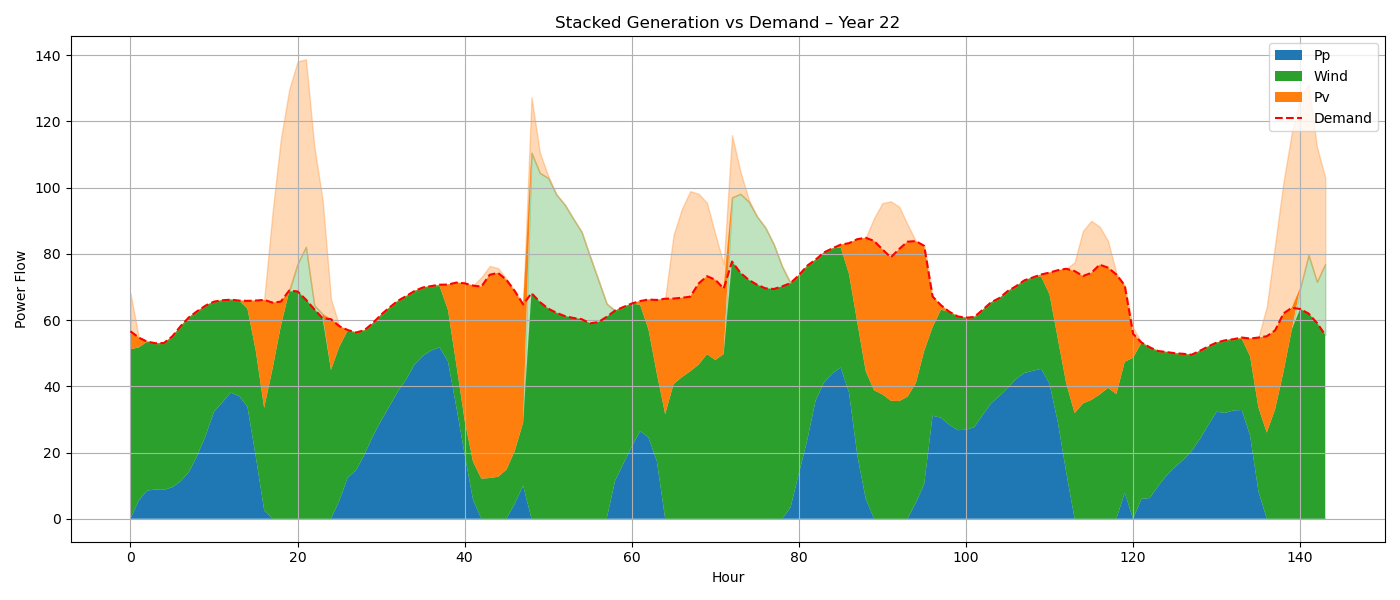 Stacked Generation vs Demand – Year 22
Power Flow
140
120
100
80
60
40
20
0
Pp
Wind
Pv
Demand
0 20 40 60 80 100 120 140
Hour